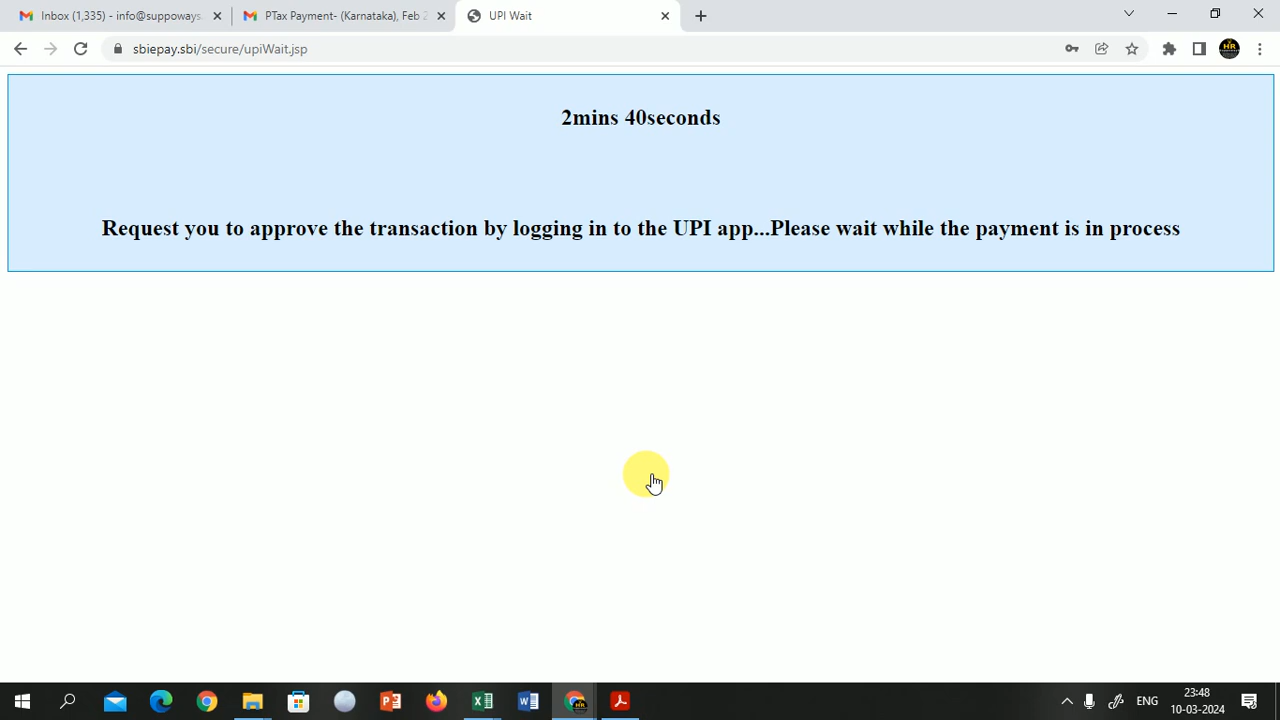 Inbox (1,335) - info@suppoways
PTax Payment- (Karnataka), Feb 2
UPI Wait
sbiepay.sbi/secure/upiWait.jsp
HR
2mins 40seconds
Request you to approve the transaction by logging in to the UPI app...Please wait while the payment is in process
ENG
23:48
10-03-2024